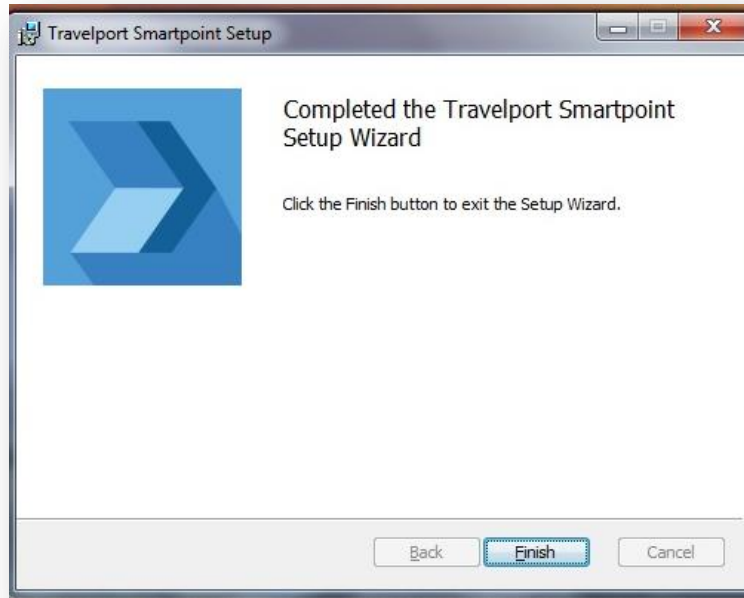 Travelport Smartpoint Setup
Completed the Travelport Smartpoint
Setup Wizard
Click the Finish button to exit the Setup Wizard.
Back
Finish
Cancel